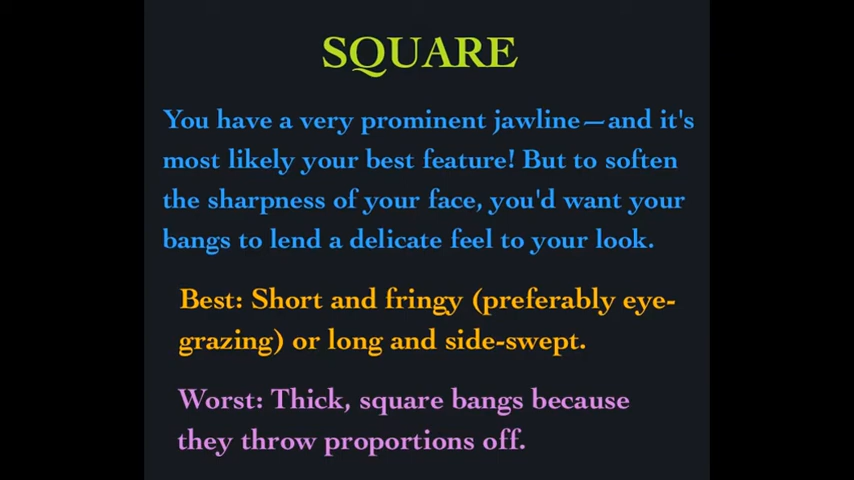 SQUARE
You have a very prominent jawline—and it's
most likely your best feature! But to soften
the sharpness of your face, you'd want your
bangs to lend a delicate feel to your look.
Best: Short and fringy (preferably eye-
grazing) or long and side-swept.
Worst: Thick, square bangs because
they throw proportions off.